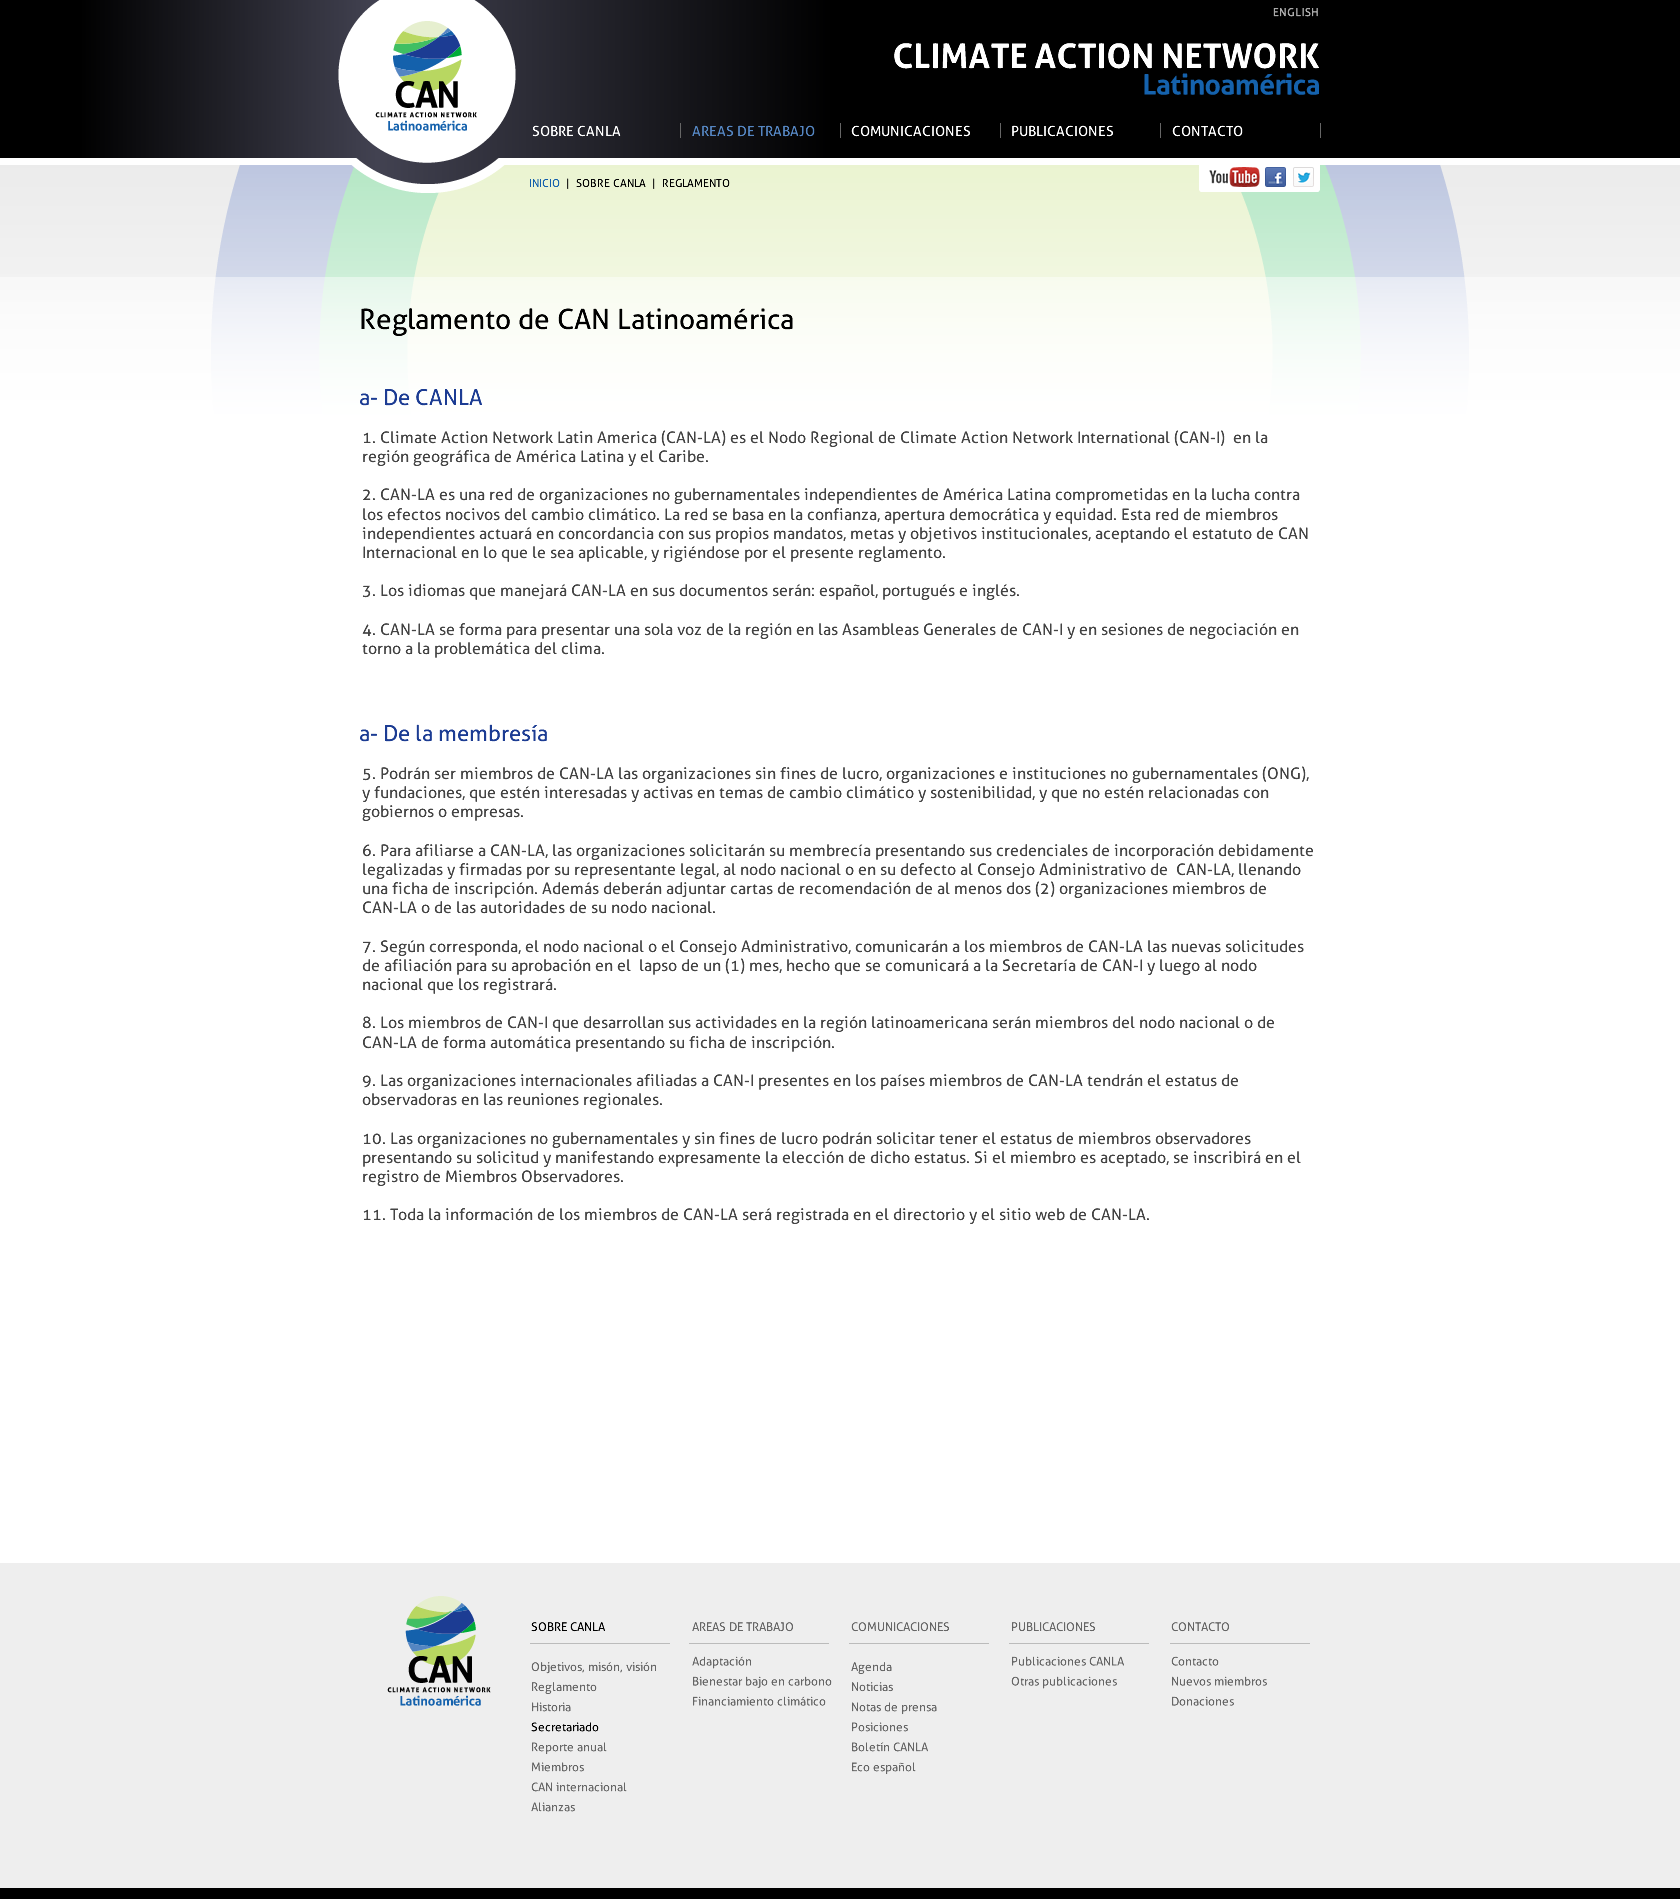 ENGLISH
CAN
CLIMATE ACTION NETWORK
Latinoamérica
CLIMATE ACTION NETWORK
Latinoamérica
SOBRE CANLA
AREAS DE TRABAJO
COMUNICACIONES
PUBLICACIONES
CONTACTO
INICIO | SOBRE CANLA | REGLAMENTO
YouTube
Reglamento de CAN Latinoamérica
a- De CANLA
1. Climate Action Network Latin America (CAN-LA) es el Nodo Regional de Climate Action Network International (CAN-I) en la
región geográfica de América Latina y el Caribe.
2. CAN-LA es una red de organizaciones no gubernamentales independientes de América Latina comprometidas en la lucha contra
los efectos nocivos del cambio climático. La red se basa en la confianza, apertura democrática y equidad. Esta red de miembros
independientes actuará en concordancia con sus propios mandatos, metas y objetivos institucionales, aceptando el estatuto de CAN
Internacional en lo que le sea aplicable, y rigiéndose por el presente reglamento.
3. Los idiomas que manejará CAN-LA en sus documentos serán: español, portugués e inglés.
4. CAN-LA se forma para presentar una sola voz de la región en las Asambleas Generales de CAN-I y en sesiones de negociación en
torno a la problemática del clima.
a- De la membresía
5. Podrán ser miembros de CAN-LA las organizaciones sin fines de lucro, organizaciones e instituciones no gubernamentales (ONG),
y fundaciones, que estén interesadas y activas en temas de cambio climático y sostenibilidad, y que no estén relacionadas con
gobiernos o empresas.
6. Para afiliarse a CAN-LA, las organizaciones solicitarán su membrecía presentando sus credenciales de incorporación debidamente
legalizadas y firmadas por su representante legal, al nodo nacional o en su defecto al Consejo Administrativo de CAN-LA, llenando
una ficha de inscripción. Además deberán adjuntar cartas de recomendación de al menos dos (2) organizaciones miembros de
CAN-LA o de las autoridades de su nodo nacional.
7. Según corresponda, el nodo nacional o el Consejo Administrativo, comunicarán a los miembros de CAN-LA las nuevas solicitudes
de afiliación para su aprobación en el lapso de un (1) mes, hecho que se comunicará a la Secretaría de CAN-I y luego al nodo
nacional que los registrará.
8. Los miembros de CAN-I que desarrollan sus actividades en la región latinoamericana serán miembros del nodo nacional o de
CAN-LA de forma automática presentando su ficha de inscripción.
9. Las organizaciones internacionales afiliadas a CAN-I presentes en los países miembros de CAN-LA tendrán el estatus de
observadoras en las reuniones regionales.
10. Las organizaciones no gubernamentales y sin fines de lucro podrán solicitar tener el estatus de miembros observadores
presentando su solicitud y manifestando expresamente la elección de dicho estatus. Si el miembro es aceptado, se inscribirá en el
registro de Miembros Observadores.
11. Toda la información de los miembros de CAN-LA será registrada en el directorio y el sitio web de CAN-LA.
CAN
CLIMATE ACTION NETWORK
Latinoamérica
SOBRE CANLA
Objetivos, misón, visión
Reglamento
Historia
Secretariado
Reporte anual
Miembros
CAN internacional
Alianzas
AREAS DE TRABAJO
Adaptación
Bienestar bajo en carbono
Financiamiento climático
COMUNICACIONES
Agenda
Noticias
Notas de prensa
Posiciones
Boletín CANLA
Eco español
PUBLICACIONES
Publicaciones CANLA
Otras publicaciones
CONTACTO
Contacto
Nuevos miembros
Donaciones